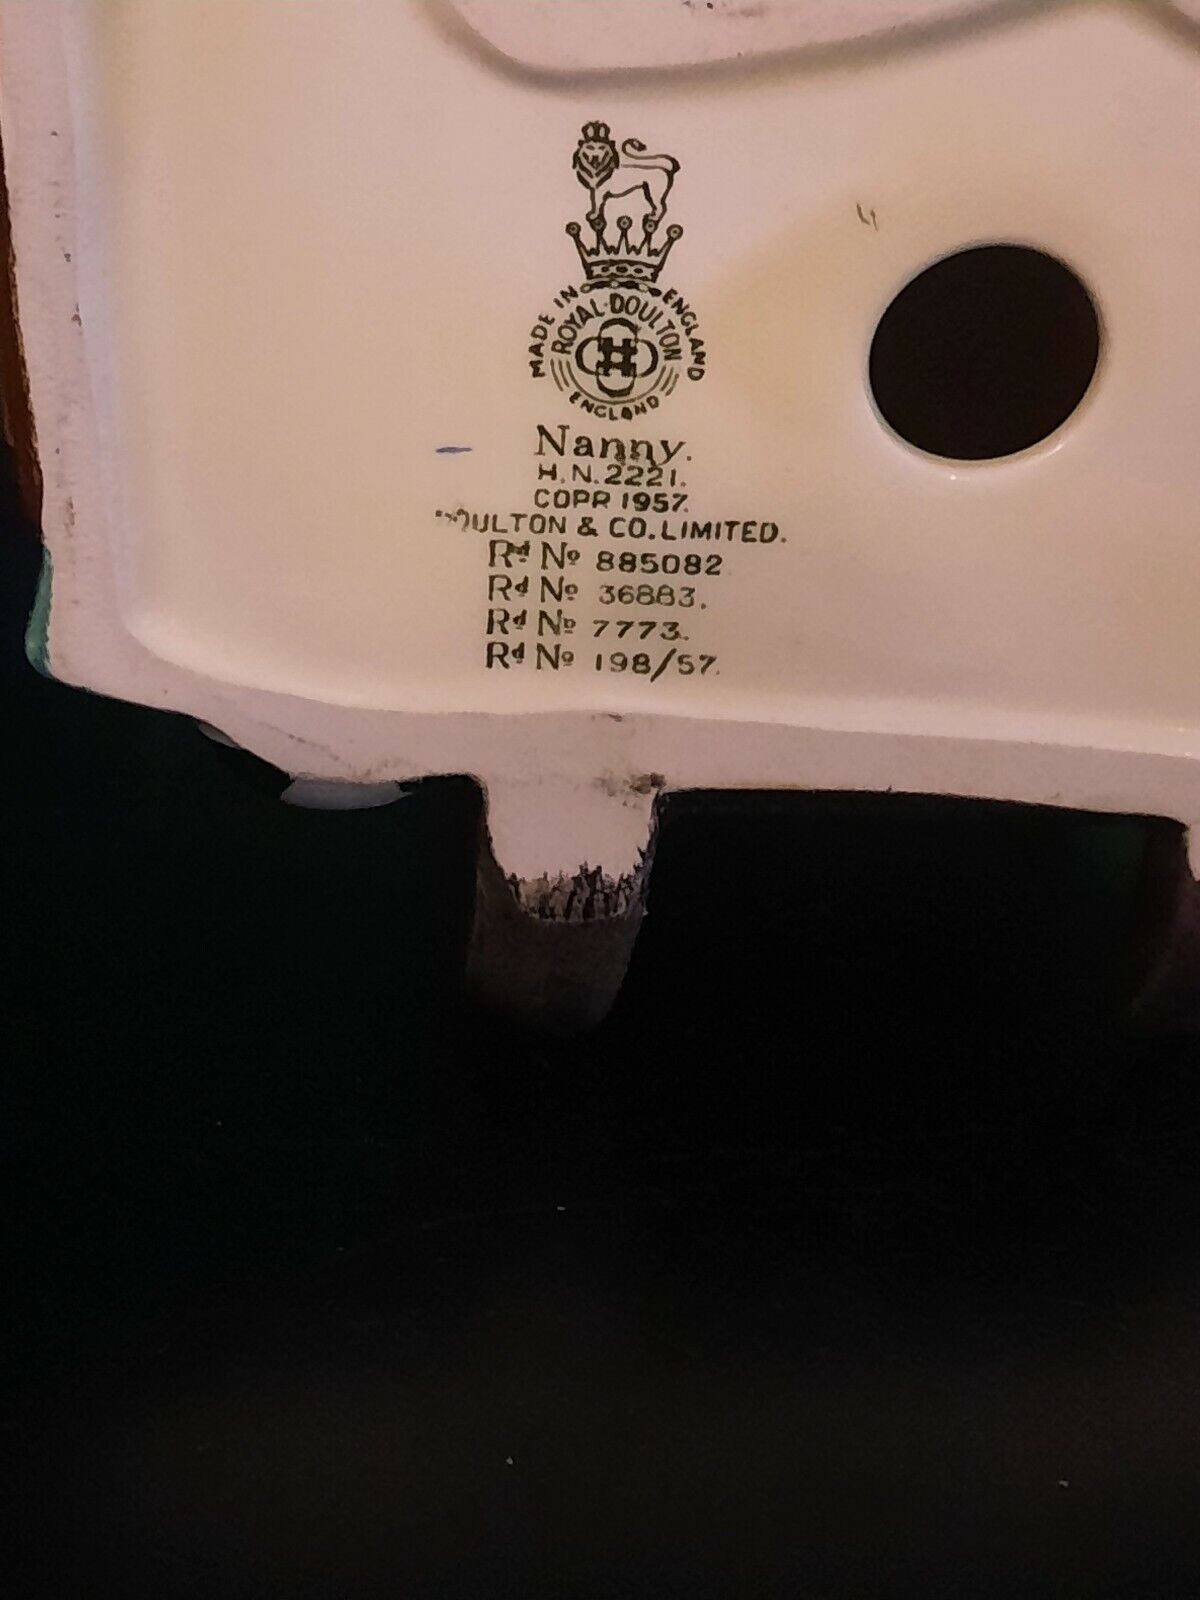 MADE IN ENGLAND
ROYAL·DOULTON
ENGLAND
Nanny.
H.N.2221.
COPR 1957.
DOULTON & CO. LIMITED.
Rd No 885082
Rd No 36883.
Rd No 7773.
Rd No 198/57.